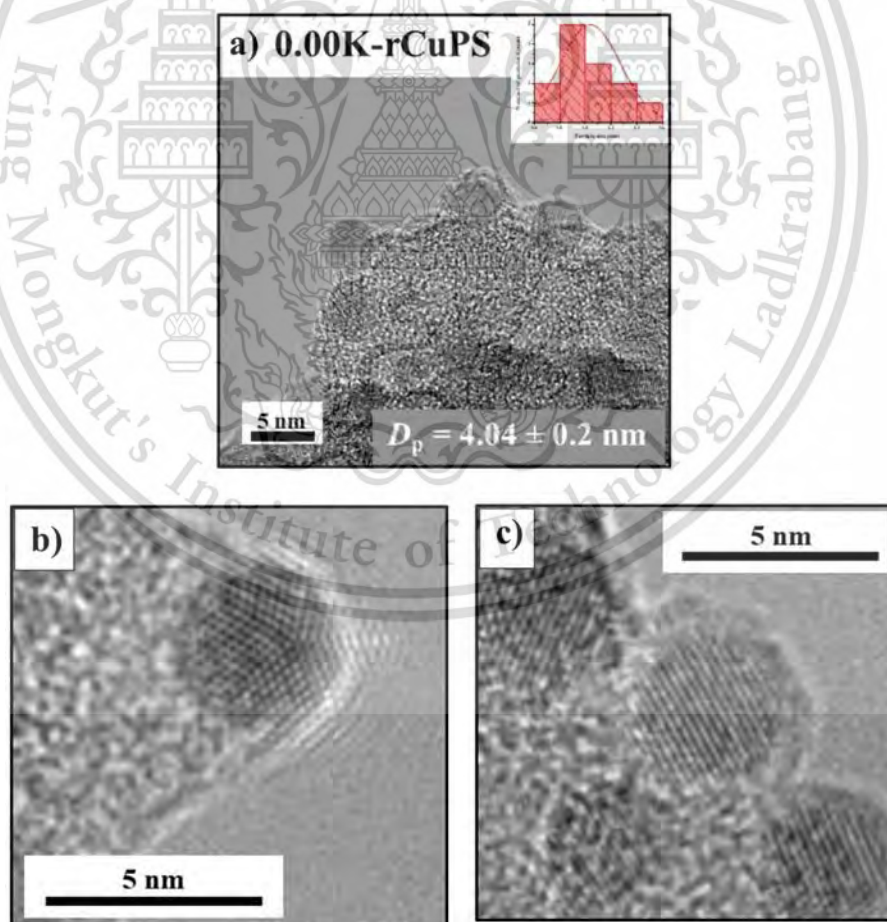 a) 0.00K-rCuPS
5 nm
Dp = 4.04 ± 0.2 nm
King Mongkut's Institute of Technology Ladkrabang
b)
5 nm
c)
5 nm